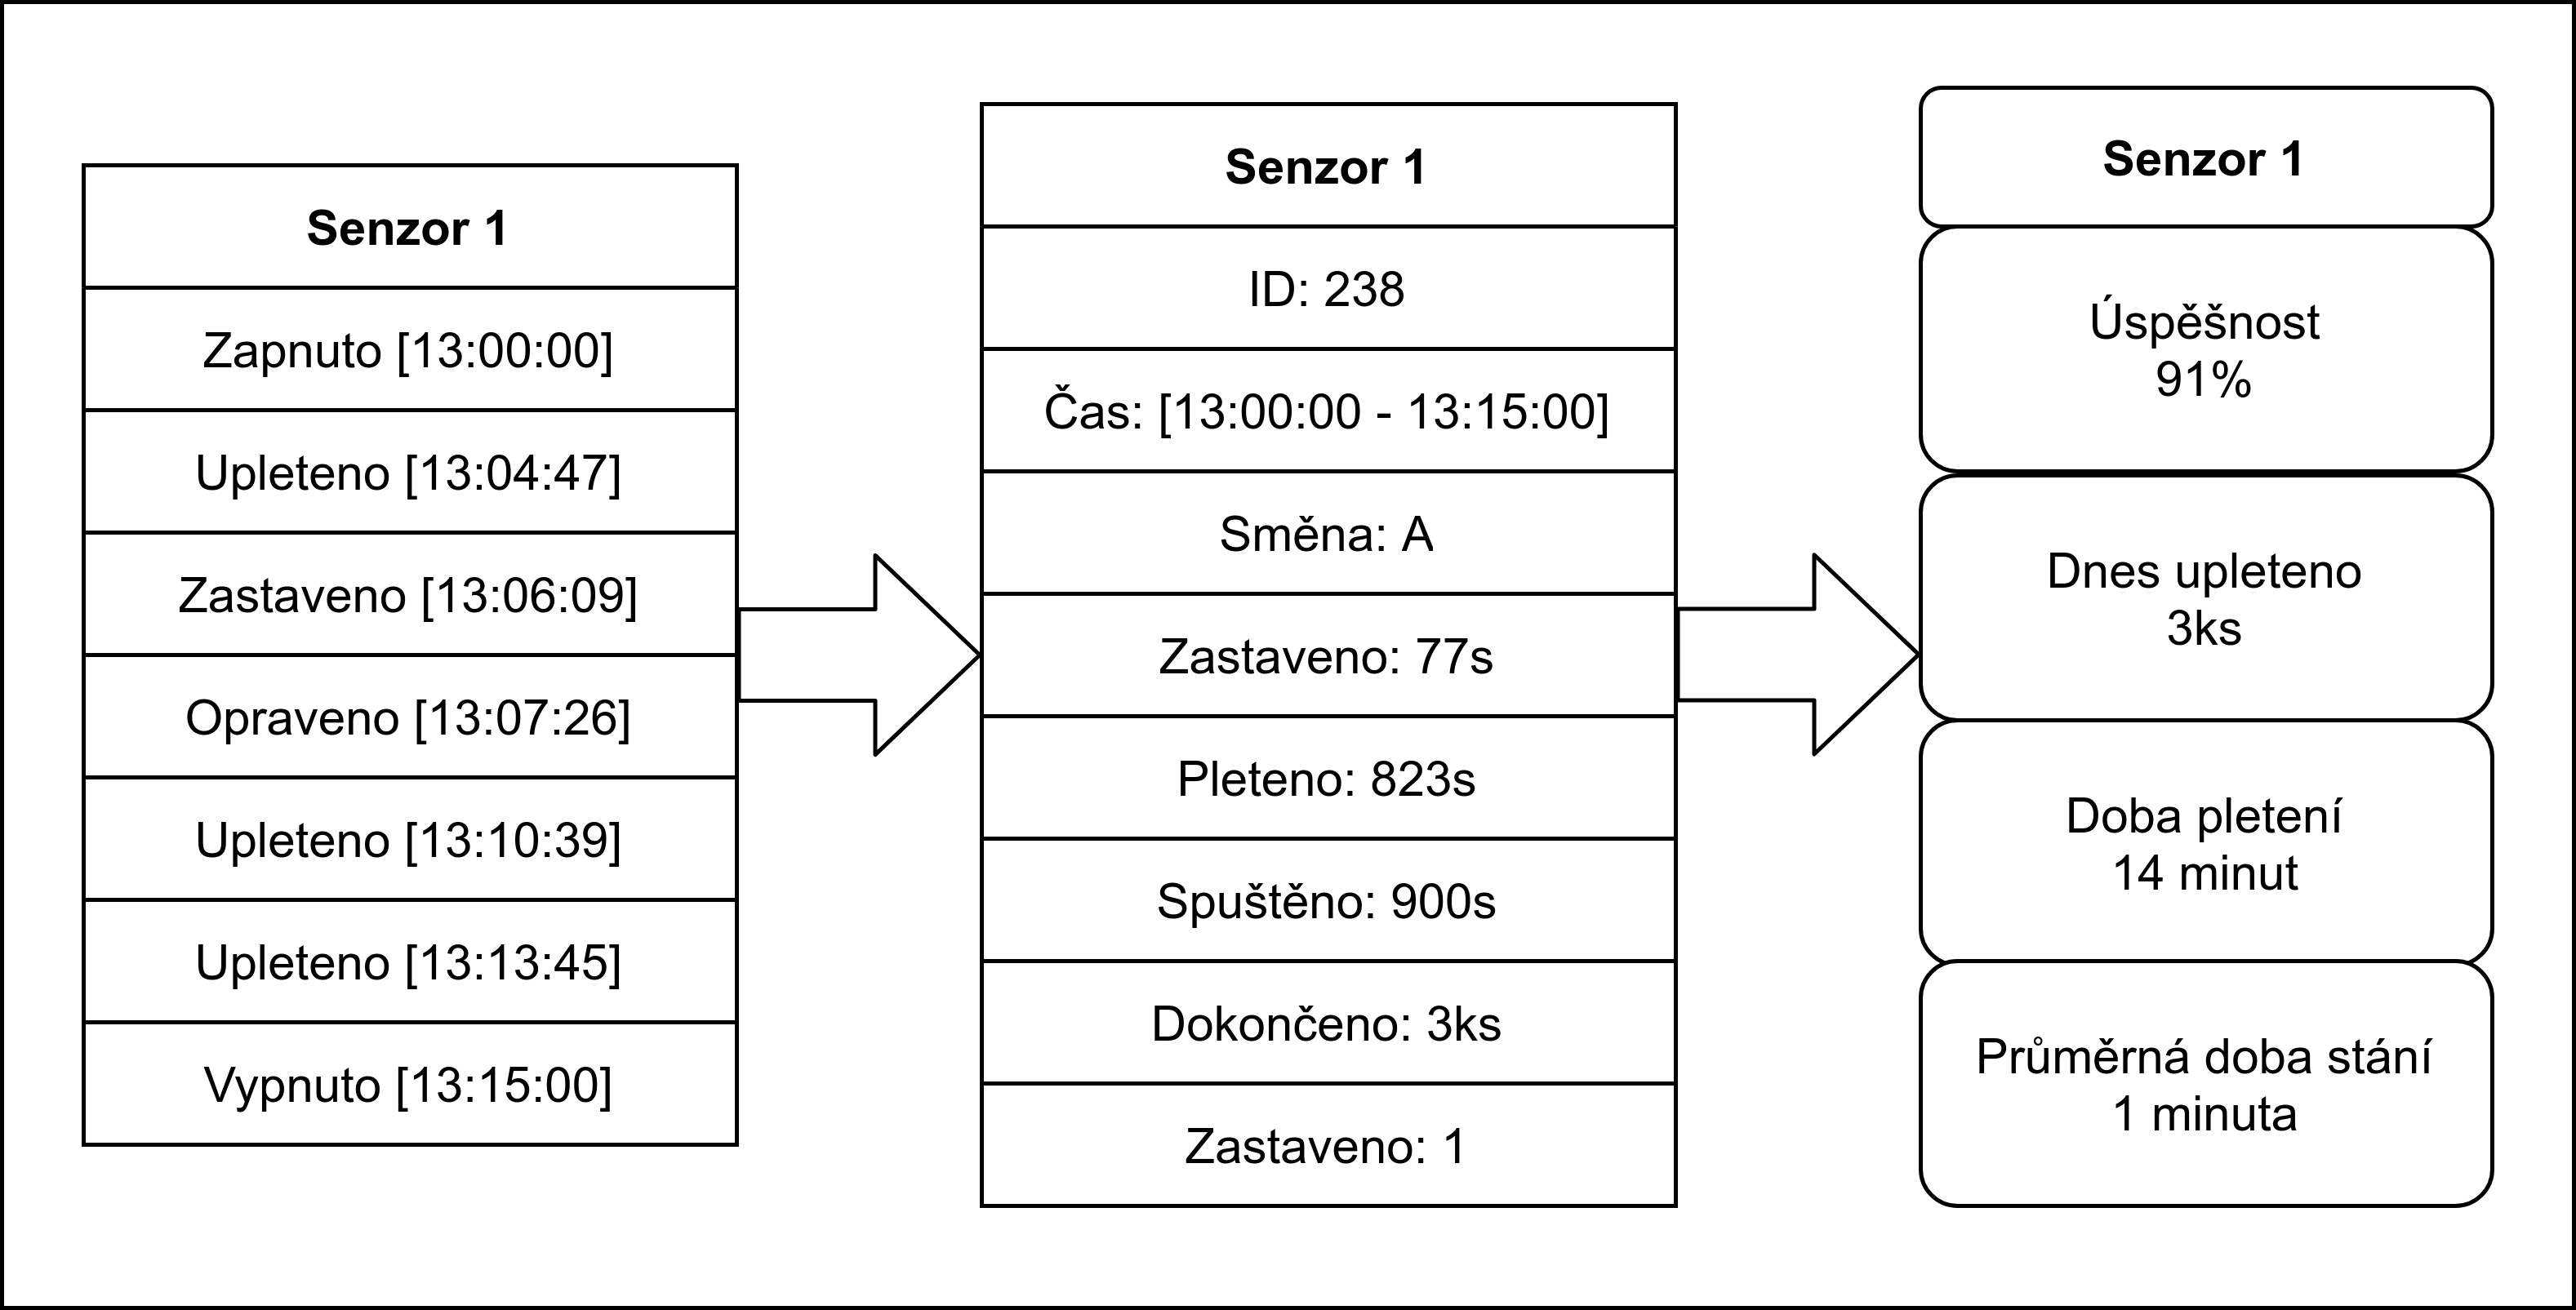 Senzor 1
Zapnuto [13:00:00]
Upleteno [13:04:47]
Zastaveno [13:06:09]
Opraveno [13:07:26]
Upleteno [13:10:39]
Upleteno [13:13:45]
Vypnuto [13:15:00]
Senzor 1
ID: 238
Čas: [13:00:00 - 13:15:00]
Směna: A
Zastaveno: 77s
Pleteno: 823s
Spuštěno: 900s
Dokončeno: 3ks
Zastaveno: 1
Senzor 1
Úspěšnost
91%
Dnes upleteno
3ks
Doba pletení
14 minut
Průměrná doba stání
1 minuta